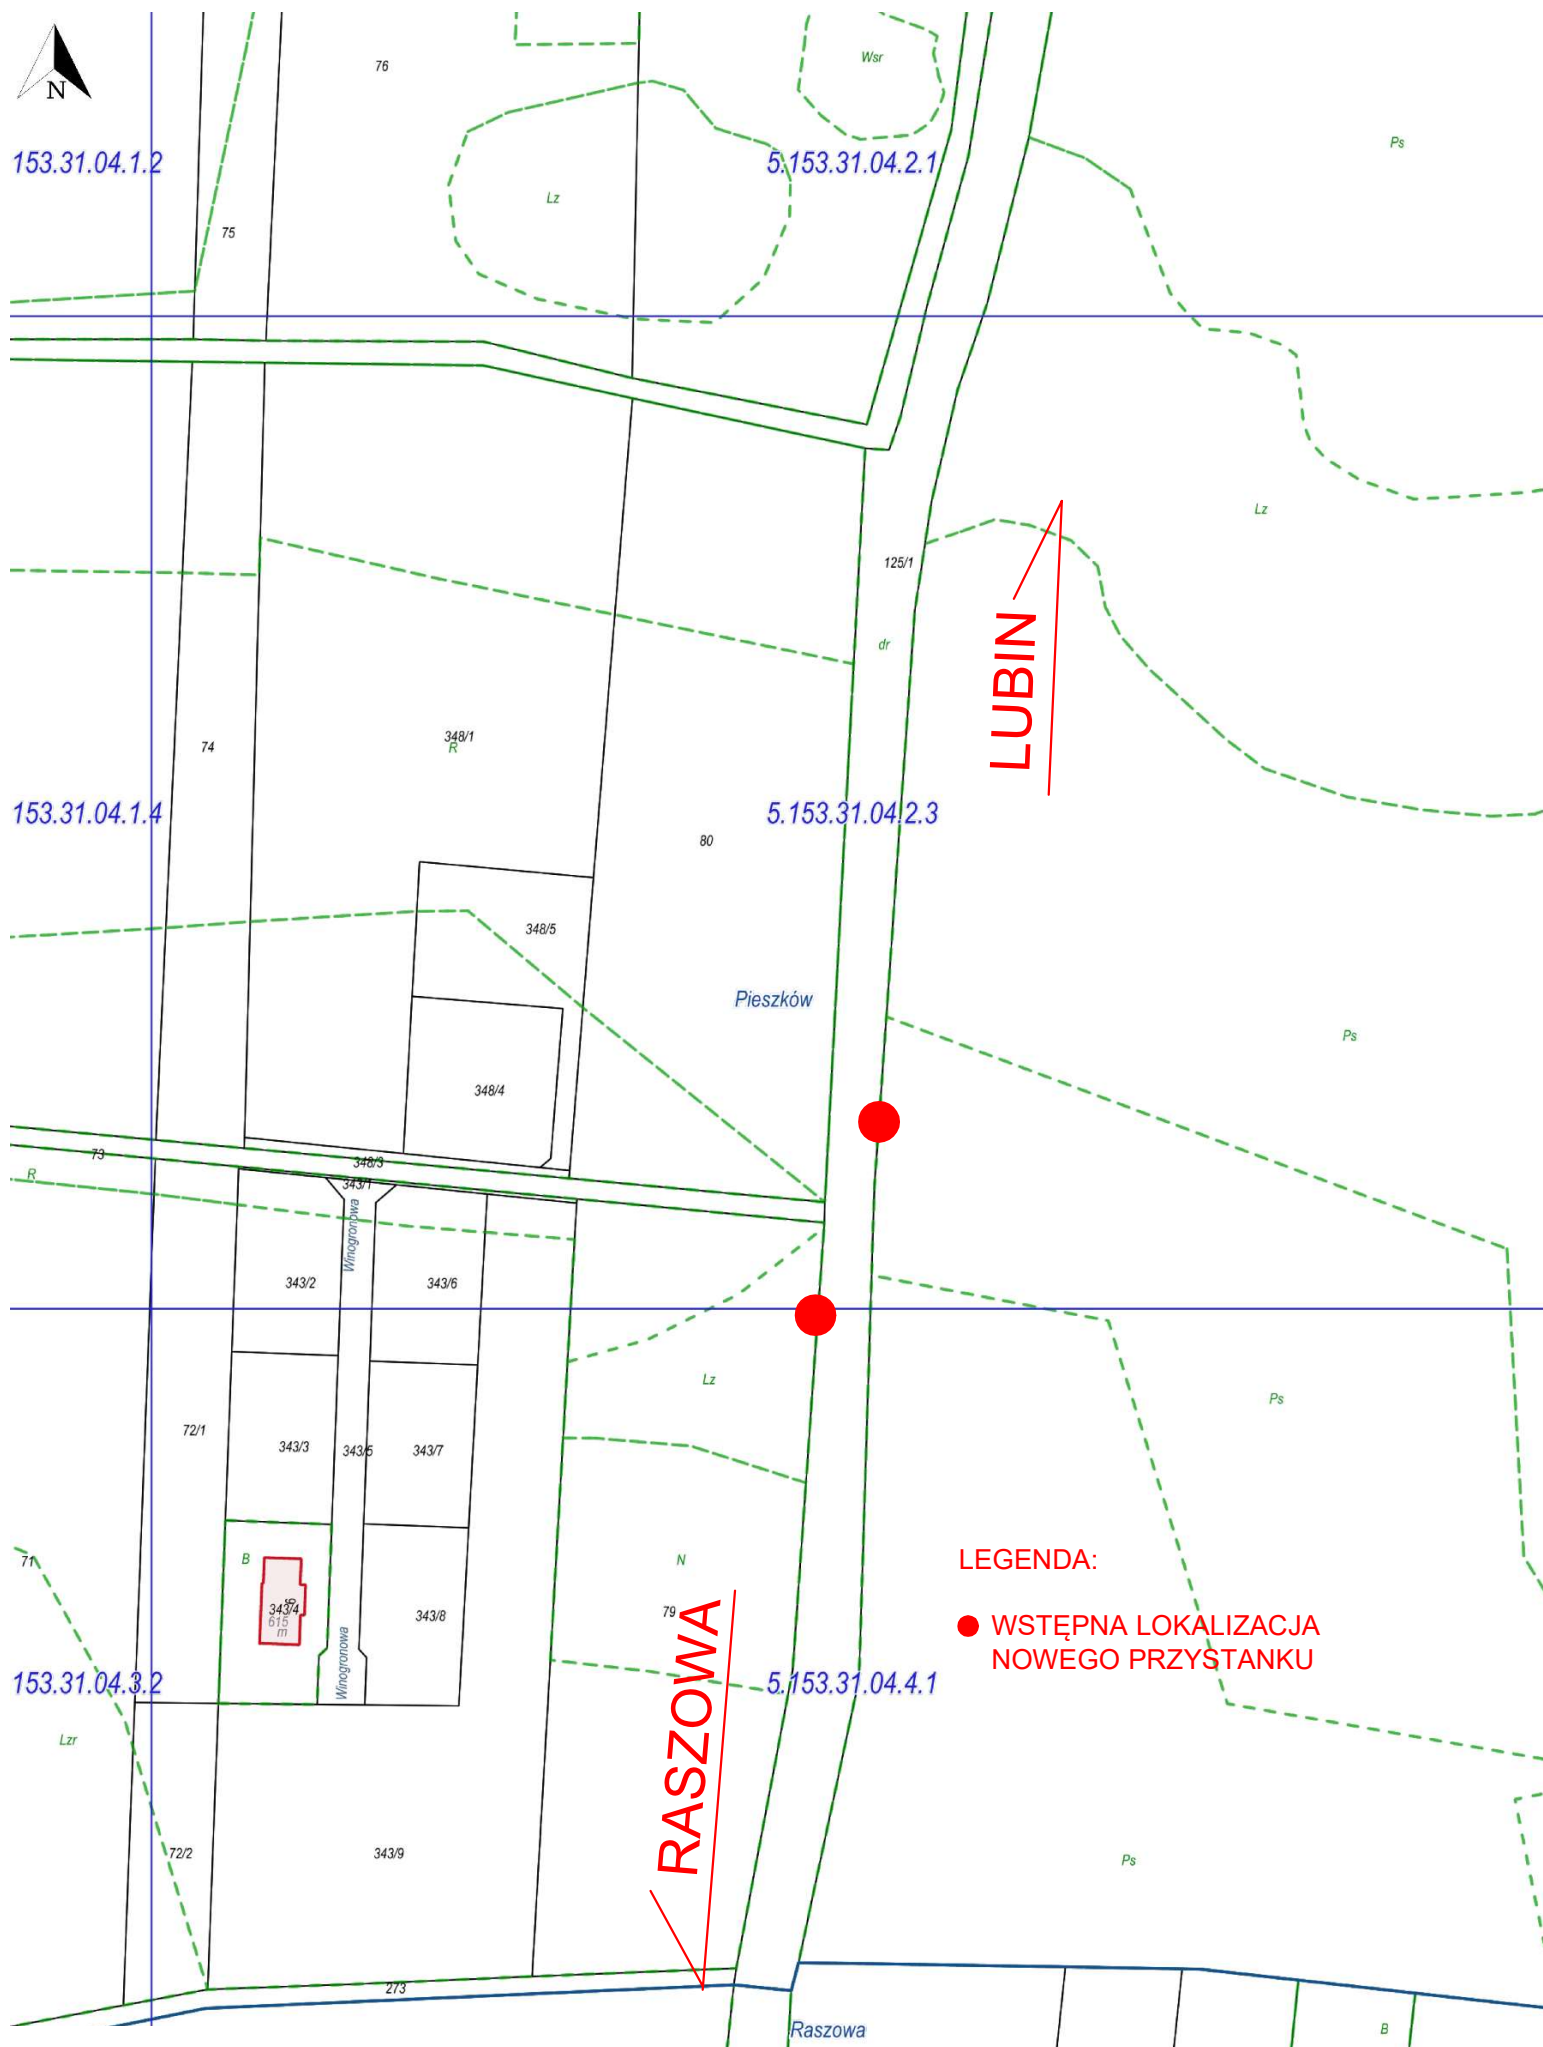 N
76
Wsr
Ps
153.31.04.1.2
5.153.31.04.2.1
Lz
75
Lz
125/1
dr
LUBIN
348/1
R
74
153.31.04.1.4
5.153.31.04.2.3
80
348/5
Pieszków
Ps
348/4
73
348/3
R
343/1
Winogronowa
343/2
343/6
Lz
Ps
72/1
343/3
343/5
343/7
LEGENDA:
71
B
N
343/4
6
615
m
343/8
79
WSTĘPNA LOKALIZACJA
NOWEGO PRZYSTANKU
Winogronowa
RASZOWA
153.31.04.3.2
5.153.31.04.4.1
Lzr
72/2
343/9
Ps
273
Raszowa
B